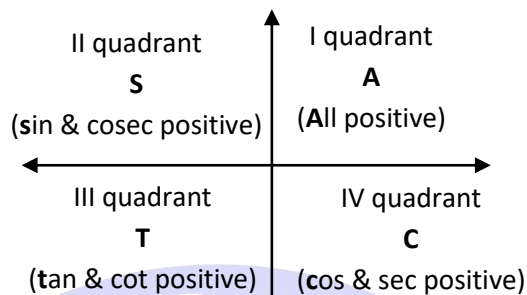 II quadrant
S
(sin & cosec positive)
I quadrant
A
(All positive)
III quadrant
T
(tan & cot positive)
IV quadrant
C
(cos & sec positive)